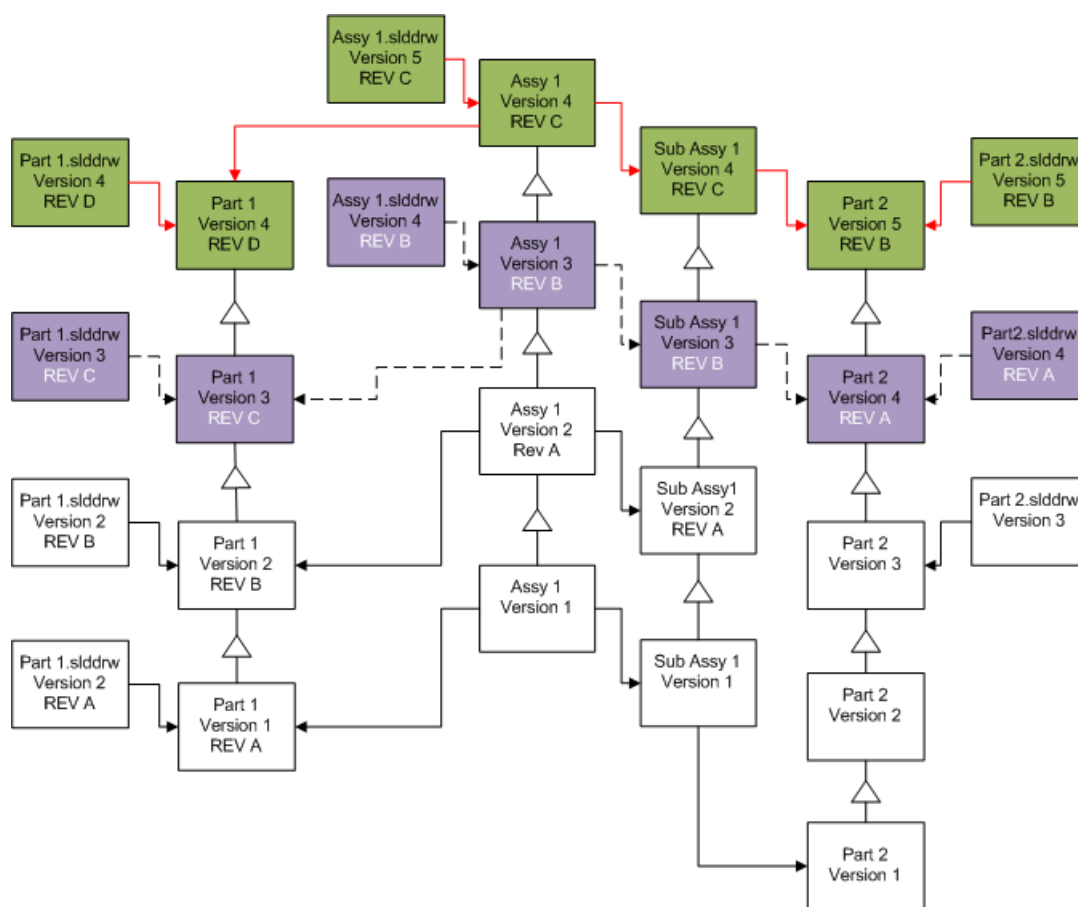 Assy 1.slddrw
Version 5
REV C
Assy 1
Version 4
REV C
Part 1.slddrw
Version 4
REV D
Part 1
Version 4
REV D
Assy 1.slddrw
Version 4
REV B
Assy 1
Version 3
REV B
Sub Assy 1
Version 4
REV C
Part 2
Version 5
REV B
Part 2.slddrw
Version 5
REV B
Part 1.slddrw
Version 3
REV C
Part 1
Version 3
REV C
Sub Assy 1
Version 3
REV B
Part 2
Version 4
REV A
Part2.slddrw
Version 4
REV A
Assy 1
Version 2
Rev A
Part 1.slddrw
Version 2
REV B
Part 1
Version 2
REV B
Sub Assy1
Version 2
REV A
Part 2
Version 3
Part 2.slddrw
Version 3
Assy 1
Version 1
Part 1.slddrw
Version 2
REV A
Part 1
Version 1
REV A
Sub Assy 1
Version 1
Part 2
Version 2
Part 2
Version 1